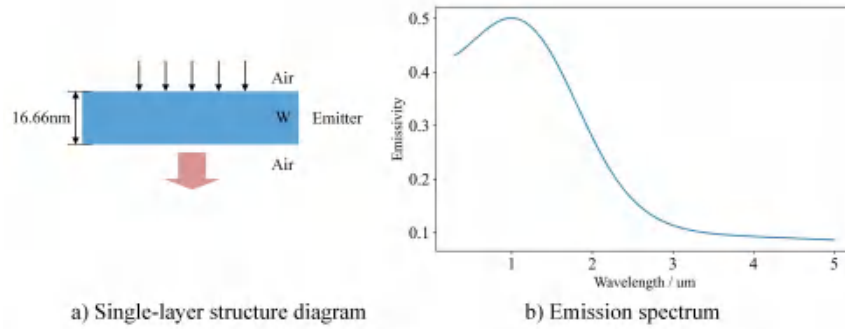 Air
16.66nm
W
Emitter
Air
a) Single-layer structure diagram
0.5
0.4
0.3
0.2
0.1
Emissivity
1
2
3
4
5
Wavelength / um
b) Emission spectrum